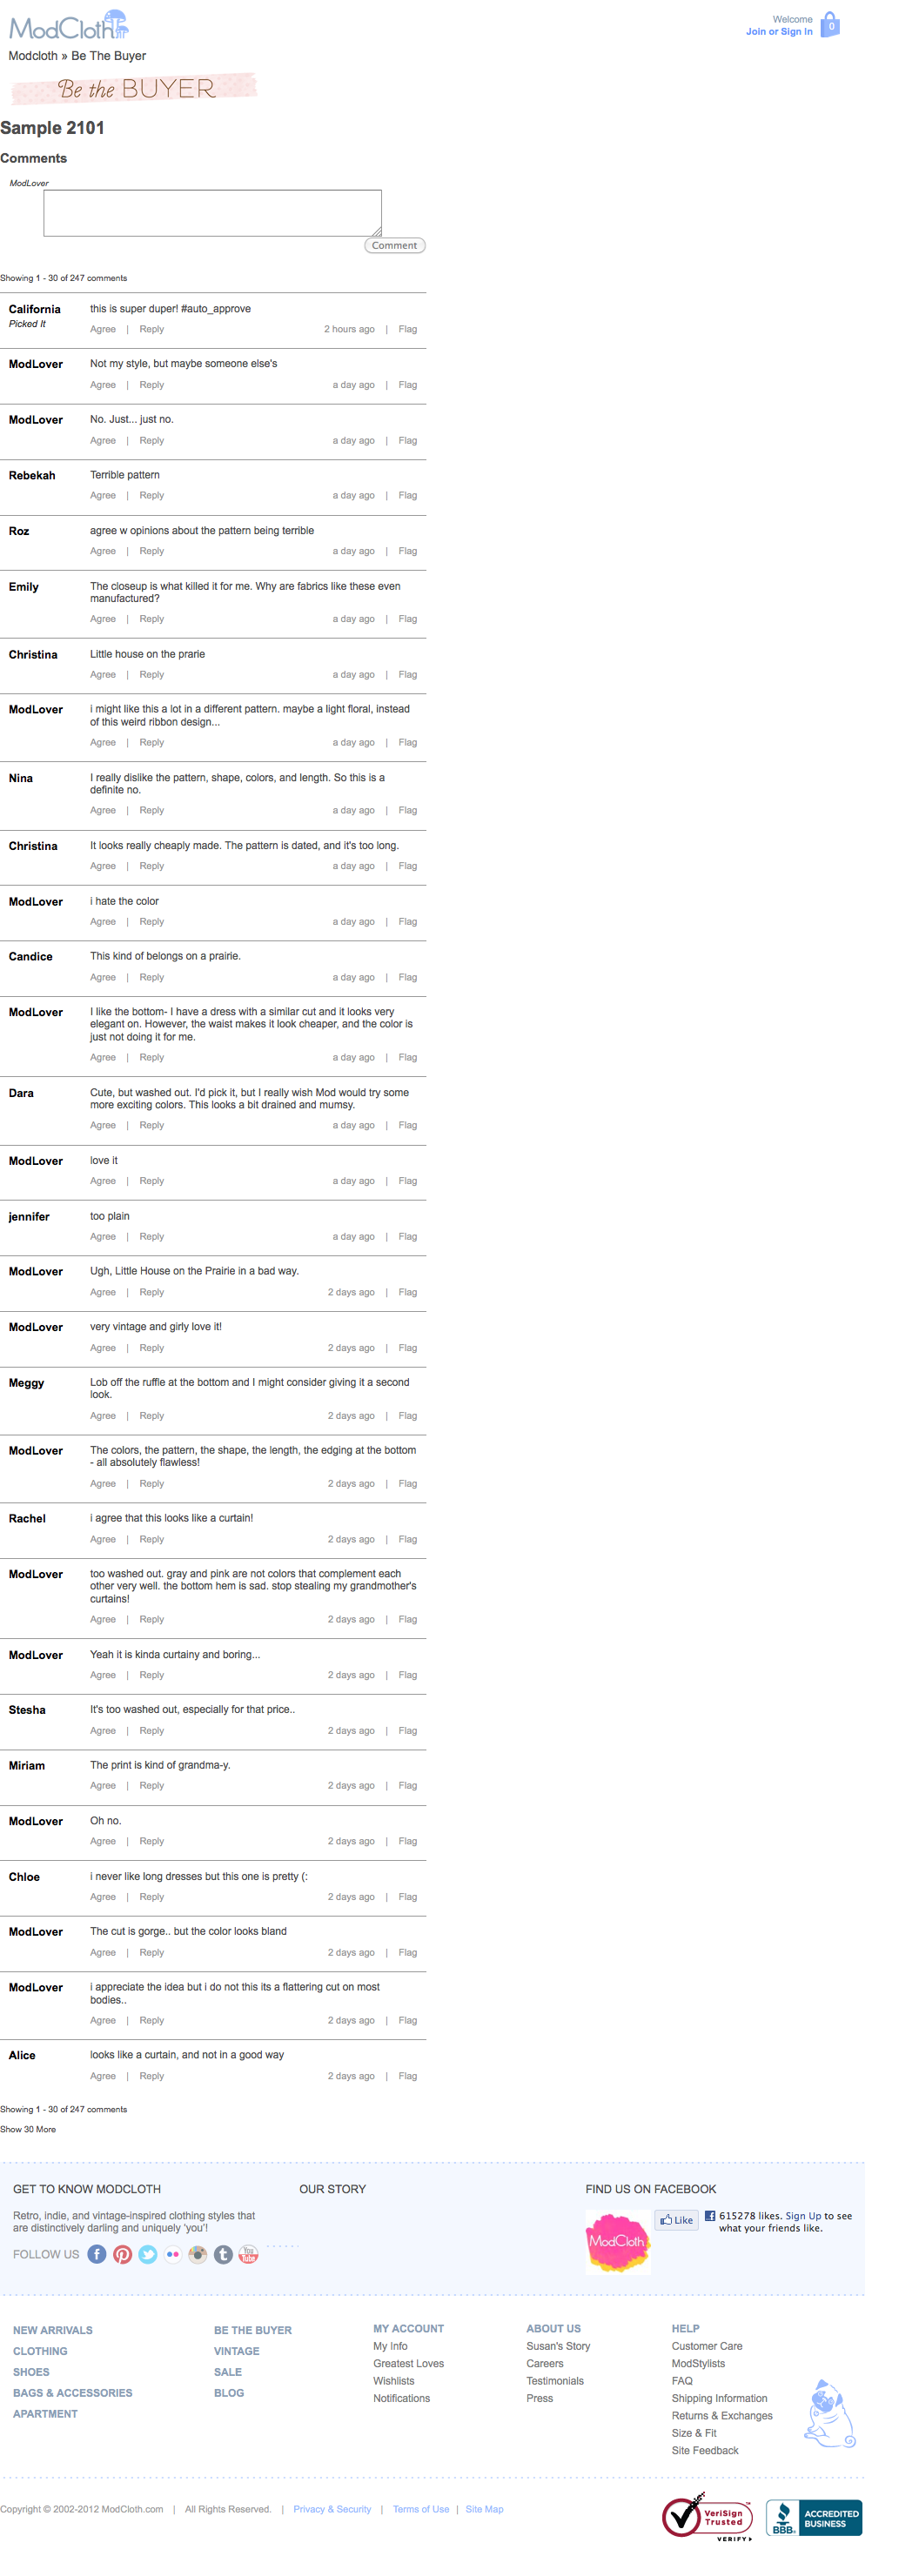 ModCloth
Welcome
Join or Sign In
0
Modcloth » Be The Buyer
Be the BUYER
Sample 2101
Comments
ModLover
Comment
Showing 1 - 30 of 247 comments
California this is super duper! #auto_approve
Picked It
Agree | Reply 2 hours ago | Flag
ModLover Not my style, but maybe someone else's
Agree | Reply a day ago | Flag
ModLover No. Just... just no.
Agree | Reply a day ago | Flag
Rebekah Terrible pattern
Agree | Reply a day ago | Flag
Roz agree w opinions about the pattern being terrible
Agree | Reply a day ago | Flag
Emily The closeup is what killed it for me. Why are fabrics like these even
manufactured?
Agree | Reply a day ago | Flag
Christina Little house on the prarie
Agree | Reply a day ago | Flag
ModLover i might like this a lot in a different pattern. maybe a light floral, instead
of this weird ribbon design...
Agree | Reply a day ago | Flag
Nina I really dislike the pattern, shape, colors, and length. So this is a
definite no.
Agree | Reply a day ago | Flag
Christina It looks really cheaply made. The pattern is dated, and it's too long.
Agree | Reply a day ago | Flag
ModLover i hate the color
Agree | Reply a day ago | Flag
Candice This kind of belongs on a prairie.
Agree | Reply a day ago | Flag
ModLover I like the bottom- I have a dress with a similar cut and it looks very
elegant on. However, the waist makes it look cheaper, and the color is
just not doing it for me.
Agree | Reply a day ago | Flag
Dara Cute, but washed out. I'd pick it, but I really wish Mod would try some
more exciting colors. This looks a bit drained and mumsy.
Agree | Reply a day ago | Flag
ModLover love it
Agree | Reply a day ago | Flag
jennifer too plain
Agree | Reply a day ago | Flag
ModLover Ugh, Little House on the Prairie in a bad way.
Agree | Reply 2 days ago | Flag
ModLover very vintage and girly love it!
Agree | Reply 2 days ago | Flag
Meggy Lob off the ruffle at the bottom and I might consider giving it a second
look.
Agree | Reply 2 days ago | Flag
ModLover The colors, the pattern, the shape, the length, the edging at the bottom
- all absolutely flawless!
Agree | Reply 2 days ago | Flag
Rachel i agree that this looks like a curtain!
Agree | Reply 2 days ago | Flag
ModLover too washed out. gray and pink are not colors that complement each
other very well. the bottom hem is sad. stop stealing my grandmother's
curtains!
Agree | Reply 2 days ago | Flag
ModLover Yeah it is kinda curtainy and boring...
Agree | Reply 2 days ago | Flag
Stesha It's too washed out, especially for that price..
Agree | Reply 2 days ago | Flag
Miriam The print is kind of grandma-y.
Agree | Reply 2 days ago | Flag
ModLover Oh no.
Agree | Reply 2 days ago | Flag
Chloe i never like long dresses but this one is pretty (:
Agree | Reply 2 days ago | Flag
ModLover The cut is gorge.. but the color looks bland
Agree | Reply 2 days ago | Flag
ModLover i appreciate the idea but i do not this its a flattering cut on most
bodies..
Agree | Reply 2 days ago | Flag
Alice looks like a curtain, and not in a good way
Agree | Reply 2 days ago | Flag
Showing 1 - 30 of 247 comments
Show 30 More
GET TO KNOW MODCLOTH
Retro, indie, and vintage-inspired clothing styles that
are distinctively darling and uniquely 'you'!
FOLLOW US
You Tube
OUR STORY
FIND US ON FACEBOOK
ModCloth
Like
615278 likes. Sign Up to see
what your friends like.
NEW ARRIVALS
CLOTHING
SHOES
BAGS & ACCESSORIES
APARTMENT
BE THE BUYER
VINTAGE
SALE
BLOG
MY ACCOUNT
My Info
Greatest Loves
Wishlists
Notifications
ABOUT US
Susan's Story
Careers
Testimonials
Press
HELP
Customer Care
ModStylists
FAQ
Shipping Information
Returns & Exchanges
Size & Fit
Site Feedback
Copyright © 2002-2012 ModCloth.com | All Rights Reserved. | Privacy & Security | Terms of Use | Site Map
VeriSign
Trusted
VERIFY
BBB
ACCREDITED
BUSINESS